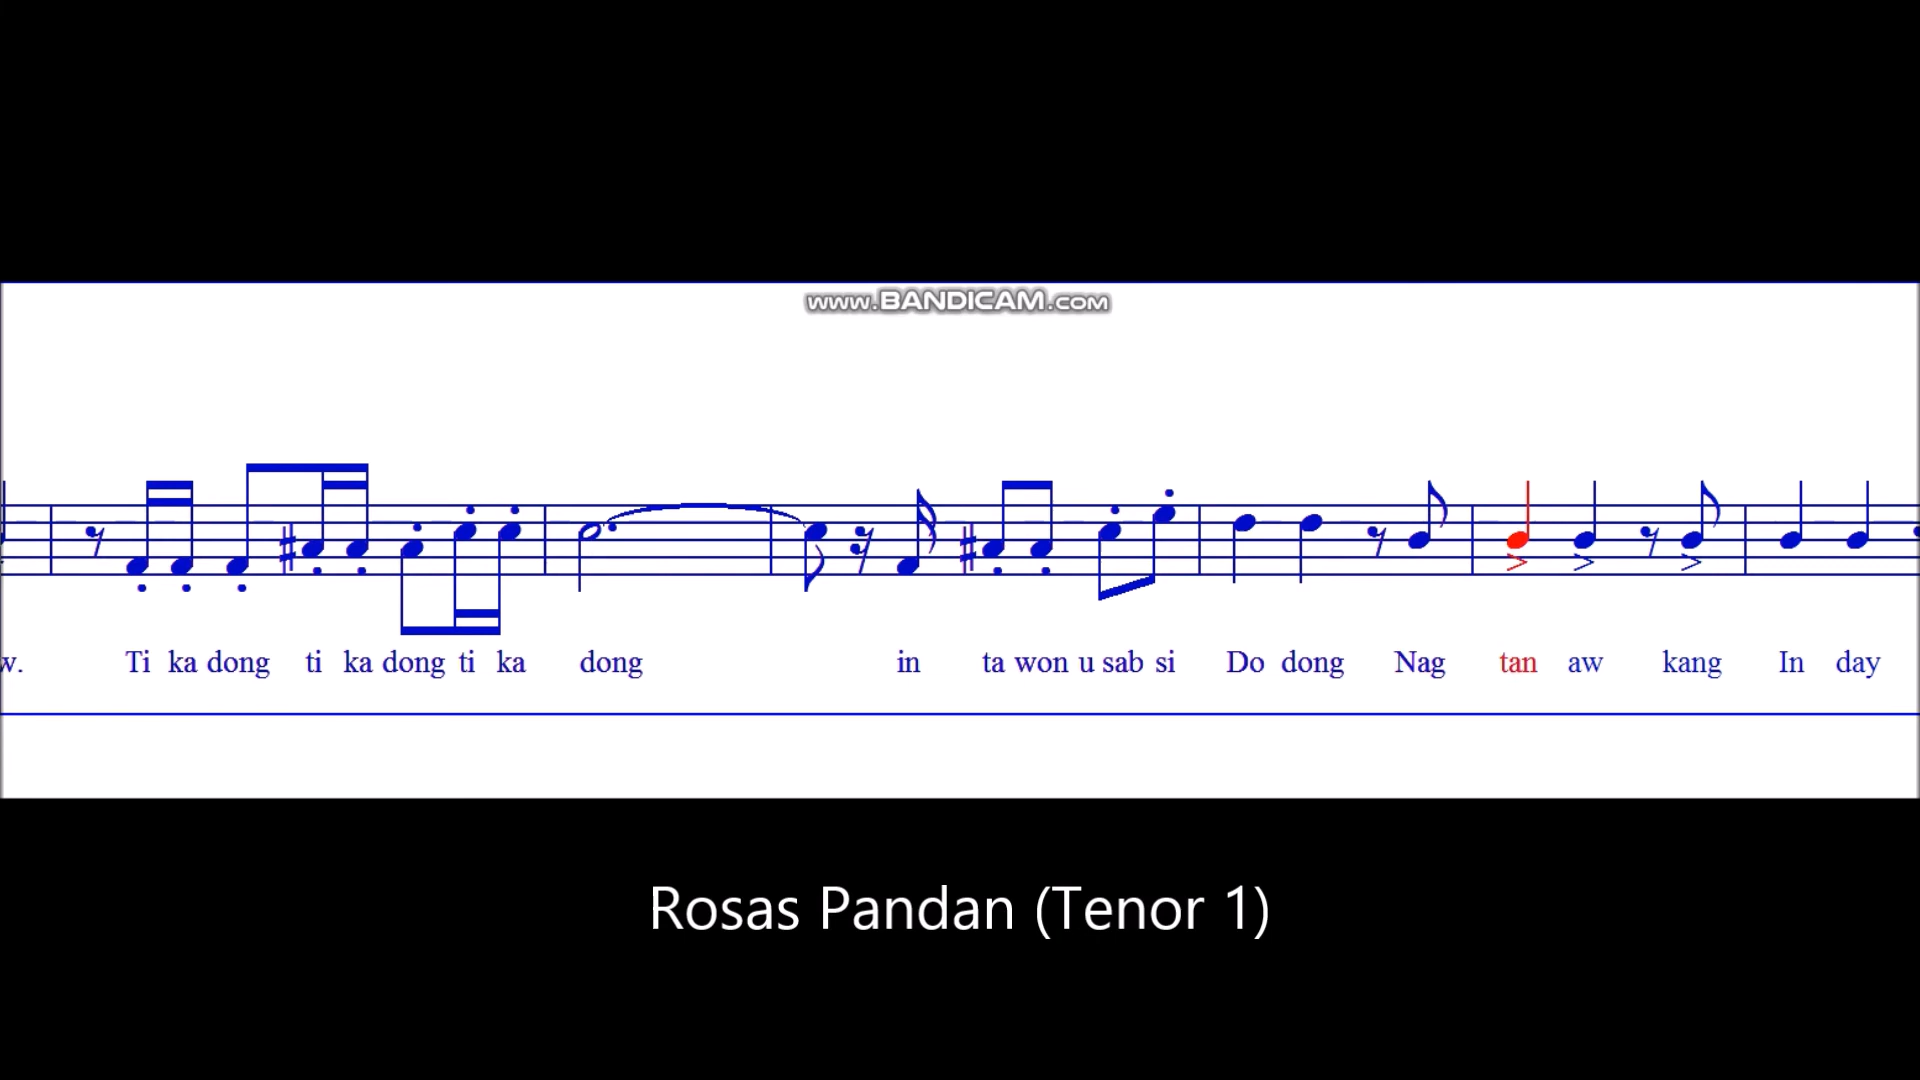 www.BANDICAM.com
w. Ti ka dong ti ka dong ti ka dong in ta won u sab si Do dong Nag tan aw kang In day
Rosas Pandan (Tenor 1)